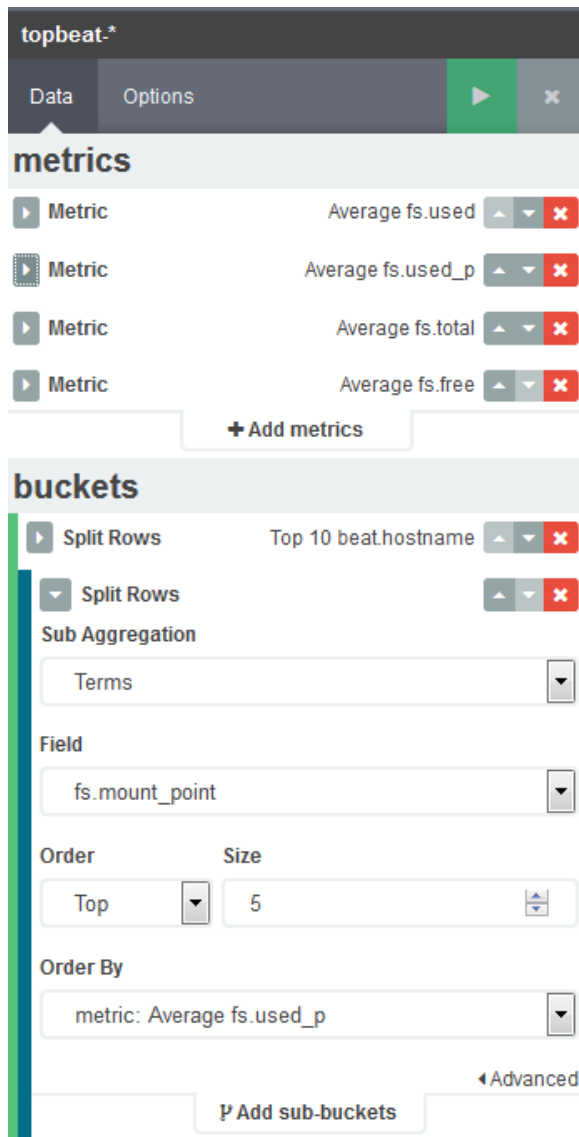 topbeat-*
Data Options
metrics
Metric Average fs.used
Metric Average fs.used_p
Metric Average fs.total
Metric Average fs.free
Add metrics
buckets
Split Rows Top 10 beat.hostname
Split Rows
Sub Aggregation
Terms
Field
fs.mount_point
Order Size
Top 5
Order By
metric: Average fs.used_p
Advanced
Add sub-buckets